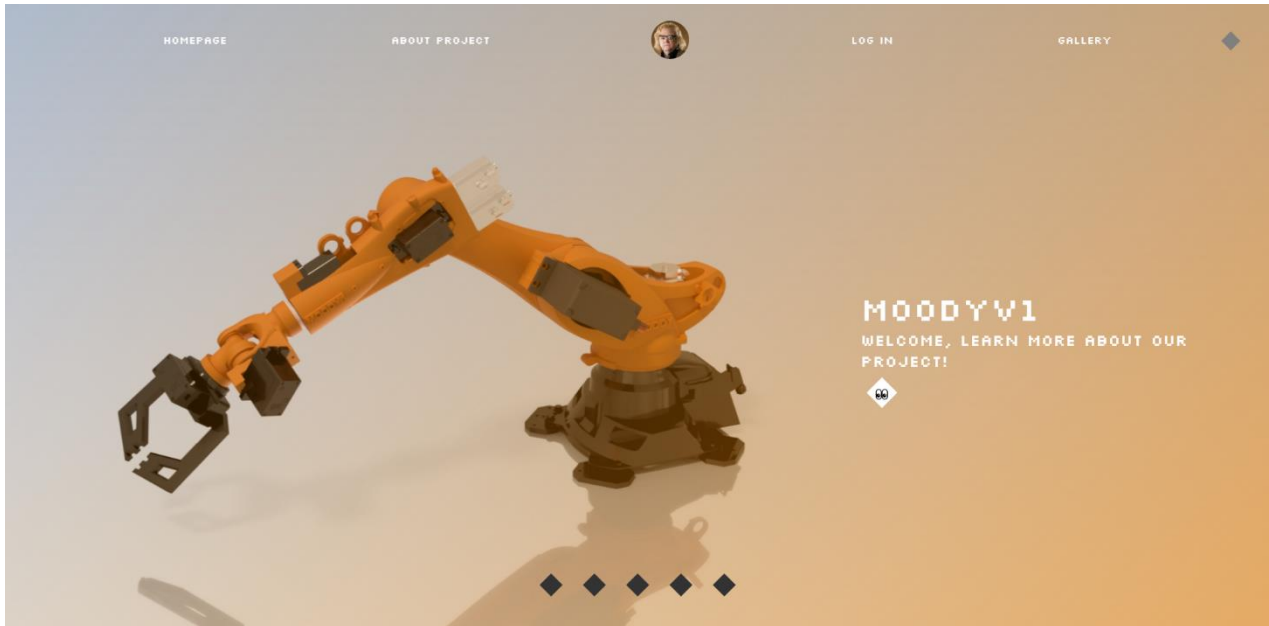 HOMEPAGE
ABOUT PROJECT
LOG IN
GALLERY
MOODYV1
WELCOME, LEARN MORE ABOUT OUR
PROJECT!